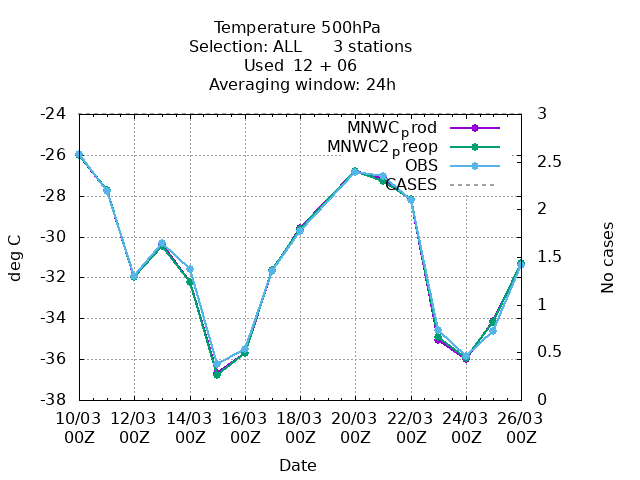 Temperature 500hPa
Selection: ALL      3 stations
Used  12 + 06
Averaging window: 24h
-24
-26
-28
-30
-32
-34
-36
-38
3
2.5
2
1.5
1
0.5
0
MNWCprod
MNWC2preop
OBS
CASES
deg C
No cases
10/03 12/03 14/03 16/03 18/03 20/03 22/03 24/03 26/03
00Z 00Z 00Z 00Z 00Z 00Z 00Z 00Z 00Z
Date